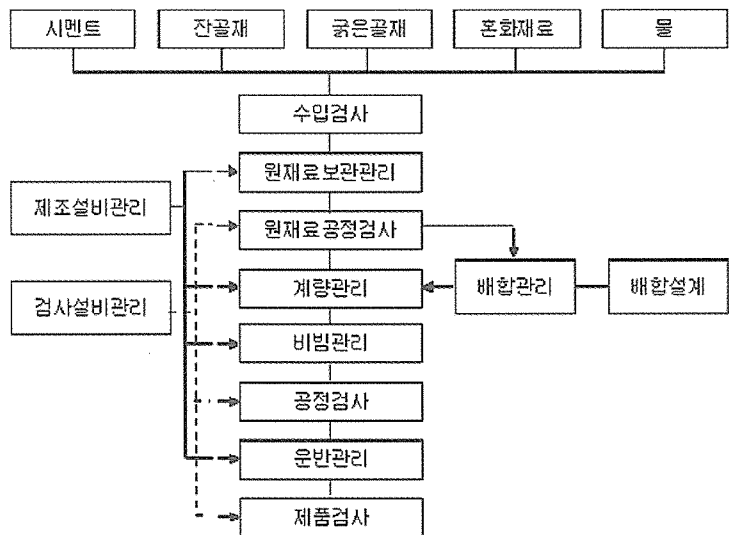 시멘트
잔골재
굵은골재
혼화재료
물
수입검사
원재료보관관리
제조설비관리
원재료공정검사
검사설비관리
계량관리
배합관리
배합설계
비빔관리
공정검사
운반관리
제품검사